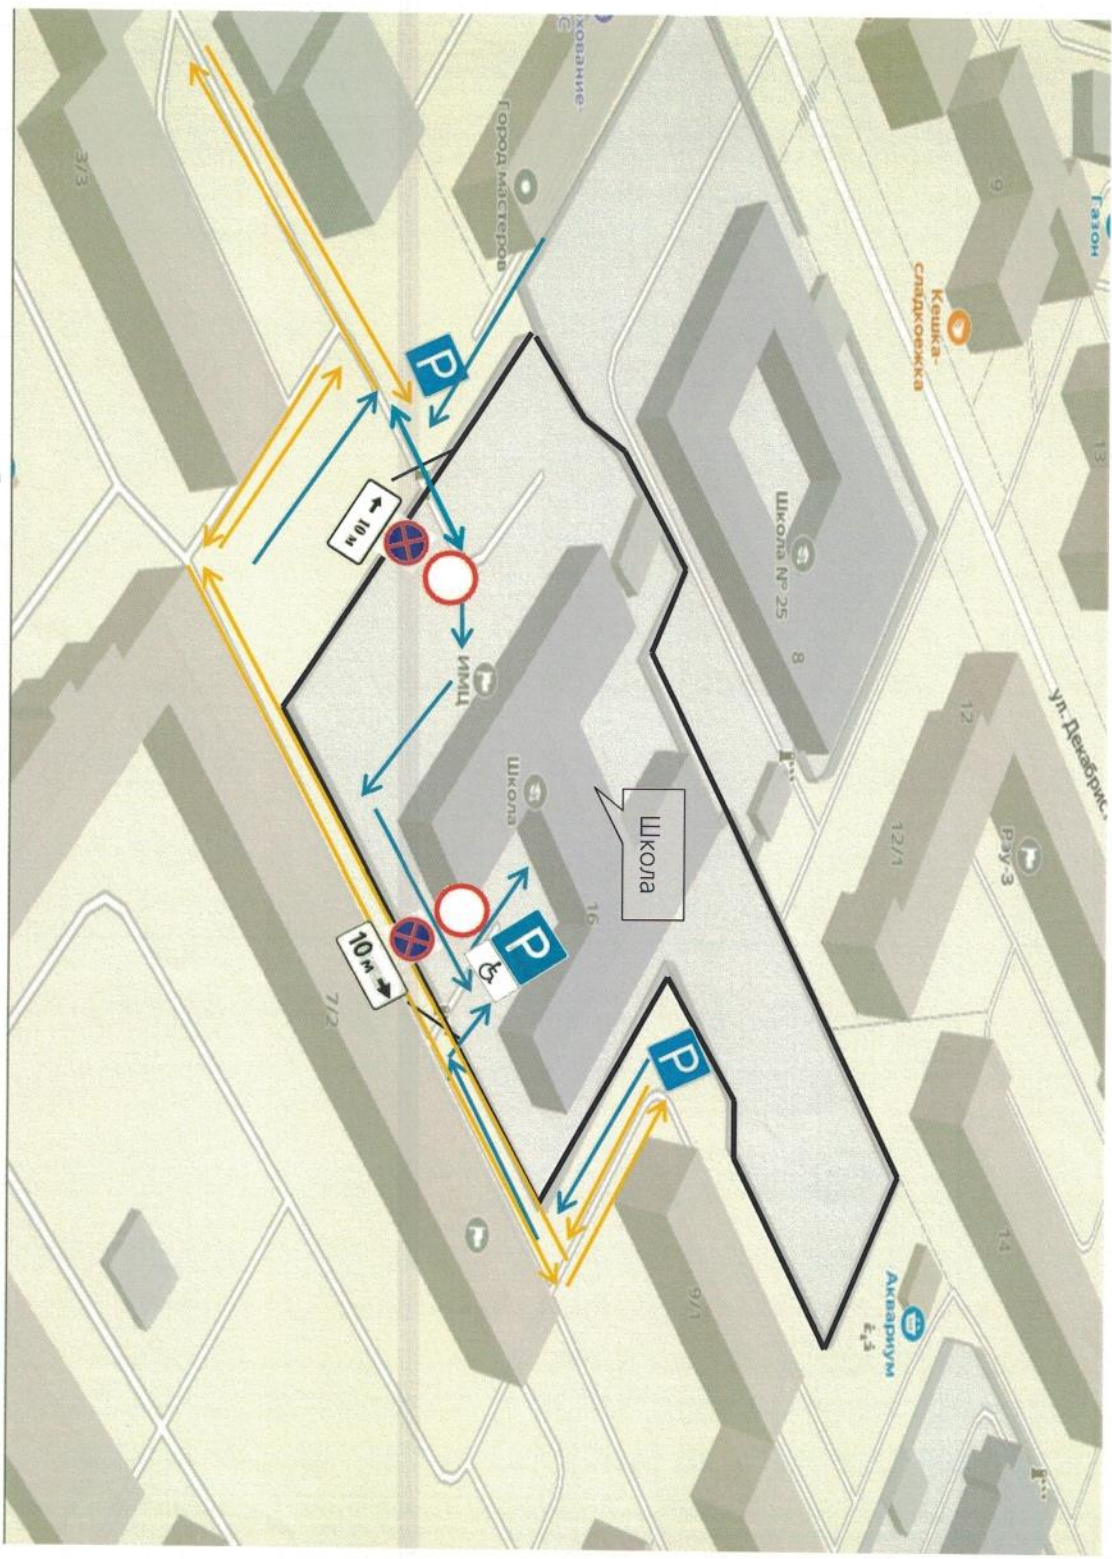 хование-
Город мастеров
3/3
9
Газон
Кешка-
сладкоежка
13
Школа № 25
8
ул. Декабрис
12
12/1
Рау-3
P
10 м
ИМЦ
Школа
Школа
16
P
10 м
7/2
P
9/1
14
Аквариум